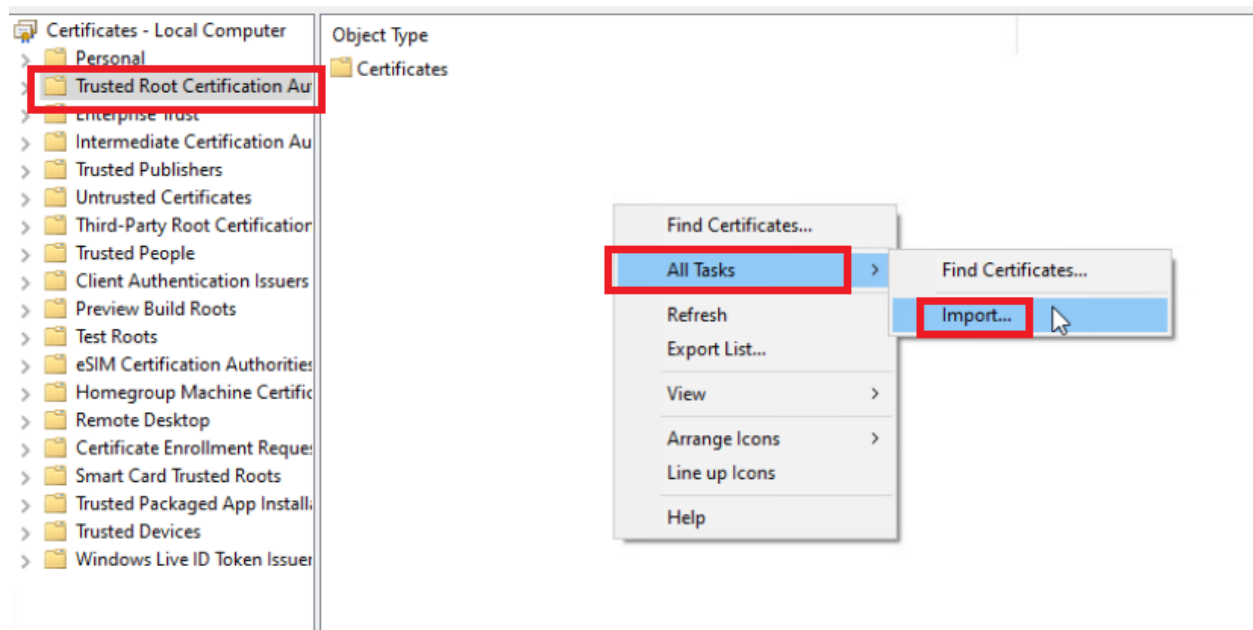 Certificates - Local Computer
Personal
Trusted Root Certification Au
Enterprise Trust
Intermediate Certification Au
Trusted Publishers
Untrusted Certificates
Third-Party Root Certification
Trusted People
Client Authentication Issuers
Preview Build Roots
Test Roots
eSIM Certification Authorities
Homegroup Machine Certific
Remote Desktop
Certificate Enrollment Reques
Smart Card Trusted Roots
Trusted Packaged App Installa
Trusted Devices
Windows Live ID Token Issuer
Object Type
Certificates
Find Certificates...
All Tasks
Refresh
Export List...
View
Arrange Icons
Line up Icons
Help
Find Certificates...
Import...